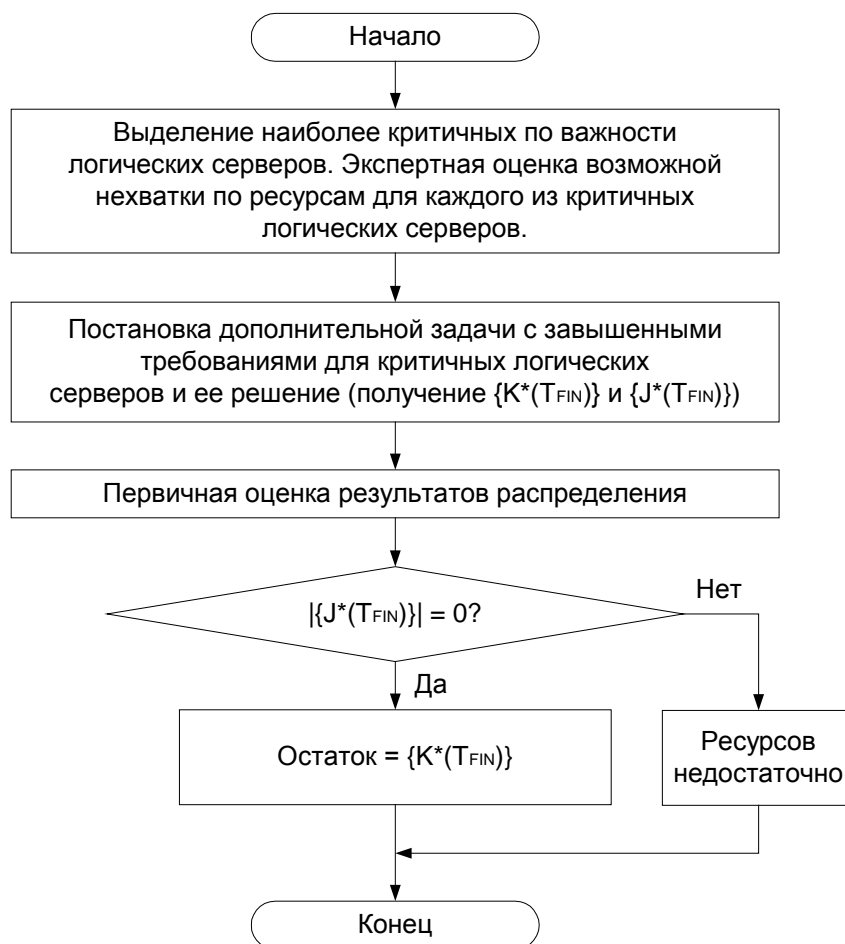 Начало
Выделение наиболее критичных по важности
логических серверов. Экспертная оценка возможной
нехватки по ресурсам для каждого из критичных
логических серверов.
Постановка дополнительной задачи с завышенными
требованиями для критичных логических
серверов и ее решение (получение {K*(TFIN)} и {J*(TFIN)})
Первичная оценка результатов распределения
|{J*(TFIN)}| = 0?
Нет
Да
Остаток = {K*(TFIN)}
Ресурсов
недостаточно
Конец